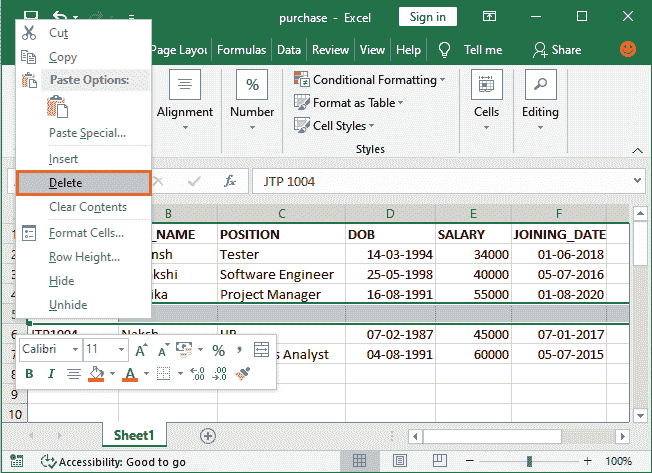 purchase - Excel
Sign in
Cut
Copy
Paste Options:
Paste Special...
Insert
Delete
Clear Contents
Format Cells...
Row Height...
Hide
Unhide
Page Layou Formulas Data Review View Help Tell me Share
Alignment
%
Number
Conditional Formatting
Format as Table
Cell Styles
Styles
Cells
Editing
fx JTP 1004
B C D E F
1 _NAME POSITION DOB SALARY JOINING_DATE
2 nsh Tester 14-03-1994 34000 01-06-2018
3 kshi Software Engineer 25-05-1998 40000 05-07-2016
4 ika Project Manager 16-08-1991 55000 01-08-2020
5
6 JTP1004 Naksh HR 07-02-1987 45000 07-01-2017
7 s Analyst 04-08-1991 60000 05-07-2015
8
9
10
Calibri 11 A A % ,
B I A .00
Sheet1
Accessibility: Good to go
100%